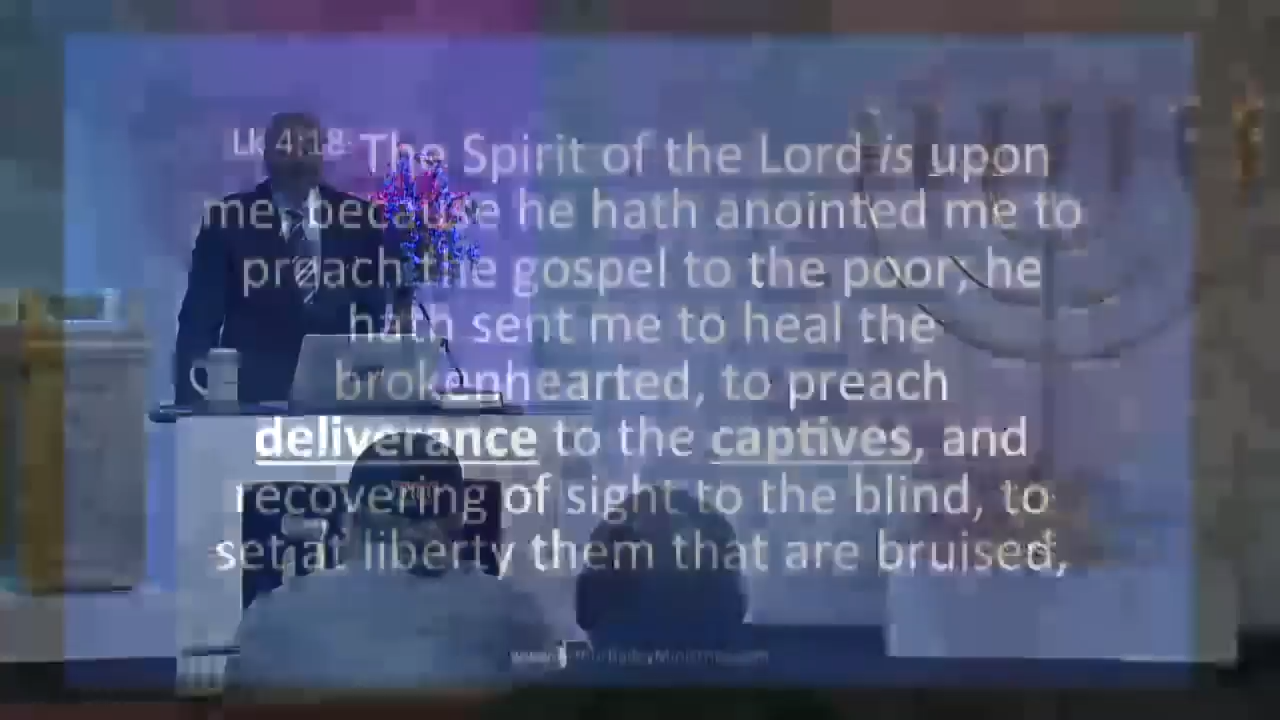 Lk 4:18: The Spirit of the Lord is upon
me, because he hath anointed me to
preach the gospel to the poor; he
hath sent me to heal the
brokenhearted, to preach
deliverance to the captives, and
recovering of sight to the blind, to
set at liberty them that are bruised,